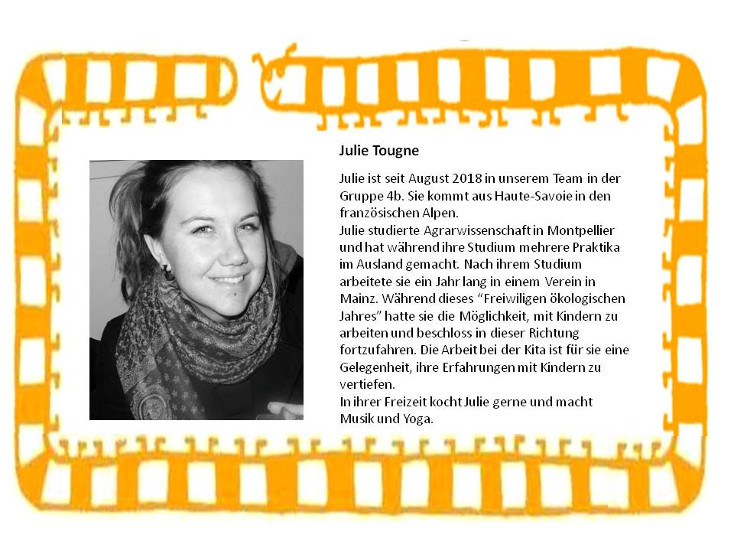 Julie Tougne
Julie ist seit August 2018 in unserem Team in der
Gruppe 4b. Sie kommt aus Haute-Savoie in den
französischen Alpen.
Julie studierte Agrarwissenschaft in Montpellier
und hat während ihre Studium mehrere Praktika
im Ausland gemacht. Nach ihrem Studium
arbeitete sie ein Jahr lang in einem Verein in
Mainz. Während dieses “Freiwiligen ökologischen
Jahres” hatte sie die Möglichkeit, mit Kindern zu
arbeiten und beschloss in dieser Richtung
fortzufahren. Die Arbeit bei der Kita ist für sie eine
Gelegenheit, ihre Erfahrungen mit Kindern zu
vertiefen.
In ihrer Freizeit kocht Julie gerne und macht
Musik und Yoga.